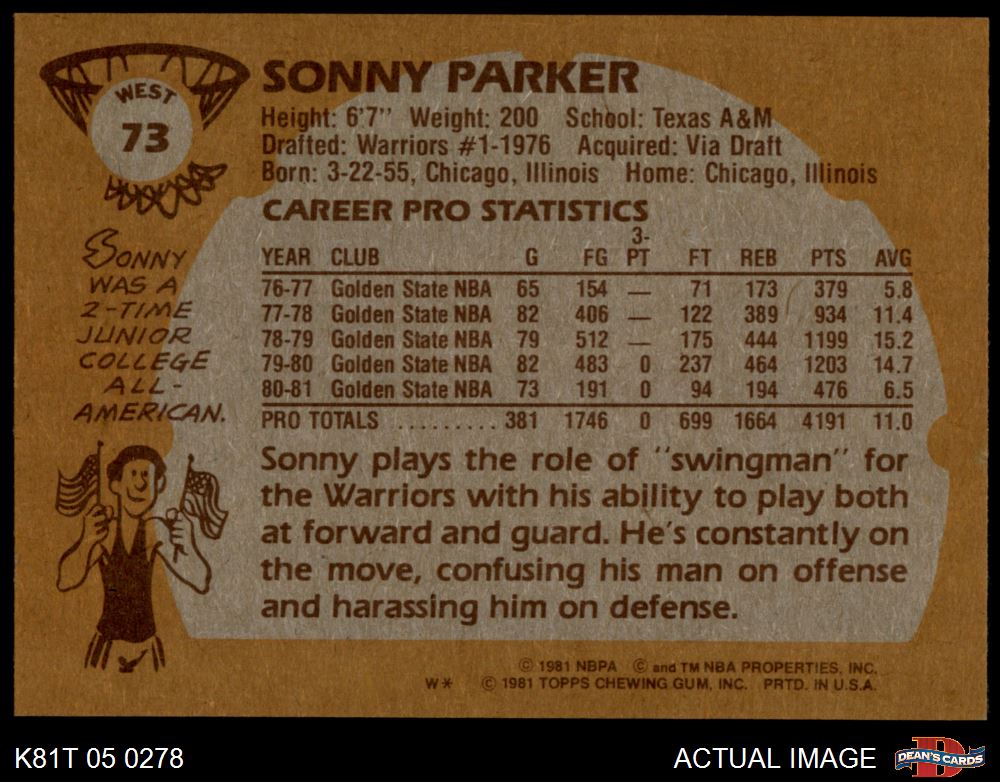 WEST
73
SONNY PARKER
Height: 6'7" Weight: 200 School: Texas A&M
Drafted: Warriors #1-1976 Acquired: Via Draft
Born: 3-22-55, Chicago, Illinois Home: Chicago, Illinois
CAREER PRO STATISTICS
YEAR CLUB G FG 3-PT FT REB PTS AVG
76-77 Golden State NBA 65 154 — 71 173 379 5.8
77-78 Golden State NBA 82 406 — 122 389 934 11.4
78-79 Golden State NBA 79 512 — 175 444 1199 15.2
79-80 Golden State NBA 82 483 0 237 464 1203 14.7
80-81 Golden State NBA 73 191 0 94 194 476 6.5
PRO TOTALS ......... 381 1746 0 699 1664 4191 11.0
SONNY
WAS A
2-TIME
JUNIOR
COLLEGE
ALL-
AMERICAN.
Sonny plays the role of "swingman" for
the Warriors with his ability to play both
at forward and guard. He's constantly on
the move, confusing his man on offense
and harassing him on defense.
© 1981 NBPA © and TM NBA PROPERTIES, INC.
W* © 1981 TOPPS CHEWING GUM, INC. PRTD. IN U.S.A.
K81T 05 0278
ACTUAL IMAGE
D
DEAN'S CARDS